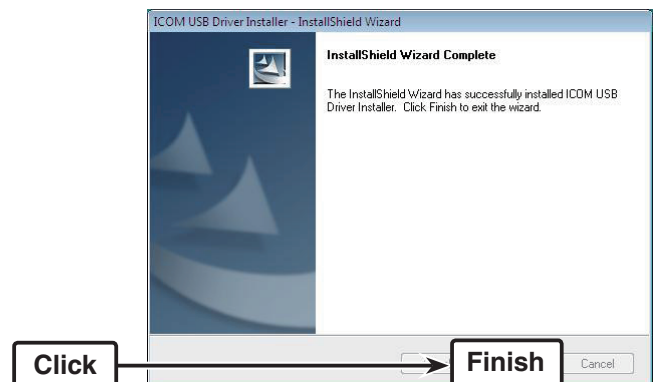 ICOM USB Driver Installer - InstallShield Wizard
InstallShield Wizard Complete
The InstallShield Wizard has successfully installed ICOM USB
Driver Installer. Click Finish to exit the wizard.
Click
Finish
Cancel